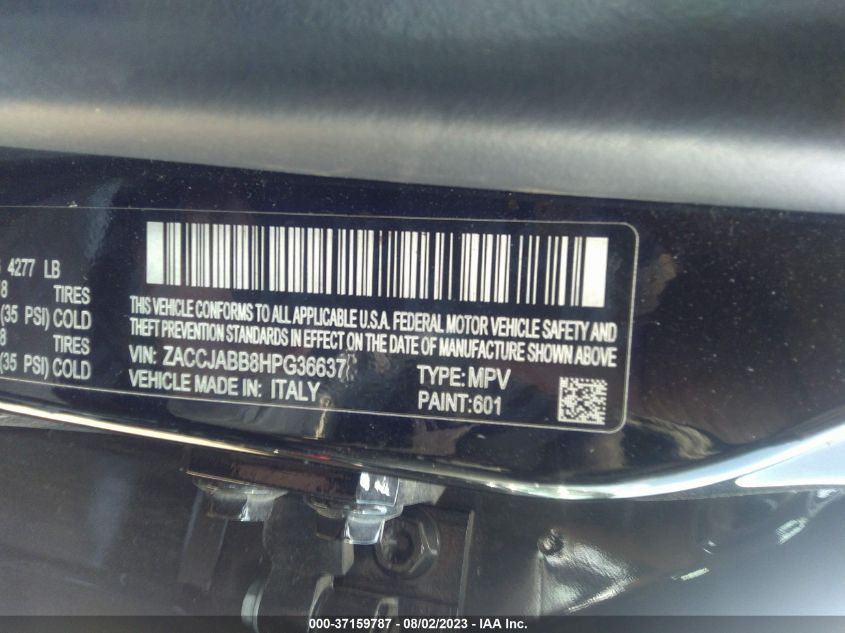 4277 LB
8 TIRES
(35 PSI) COLD
8 TIRES
(35 PSI) COLD
THIS VEHICLE CONFORMS TO ALL APPLICABLE U.S.A. FEDERAL MOTOR VEHICLE SAFETY AND
THEFT PREVENTION STANDARDS IN EFFECT ON THE DATE OF MANUFACTURE SHOWN ABOVE
VIN: ZACCJABB8HPG36637
TYPE: MPV
VEHICLE MADE IN: ITALY
PAINT:601
000-37159787 - 08/02/2023 - IAA Inc.